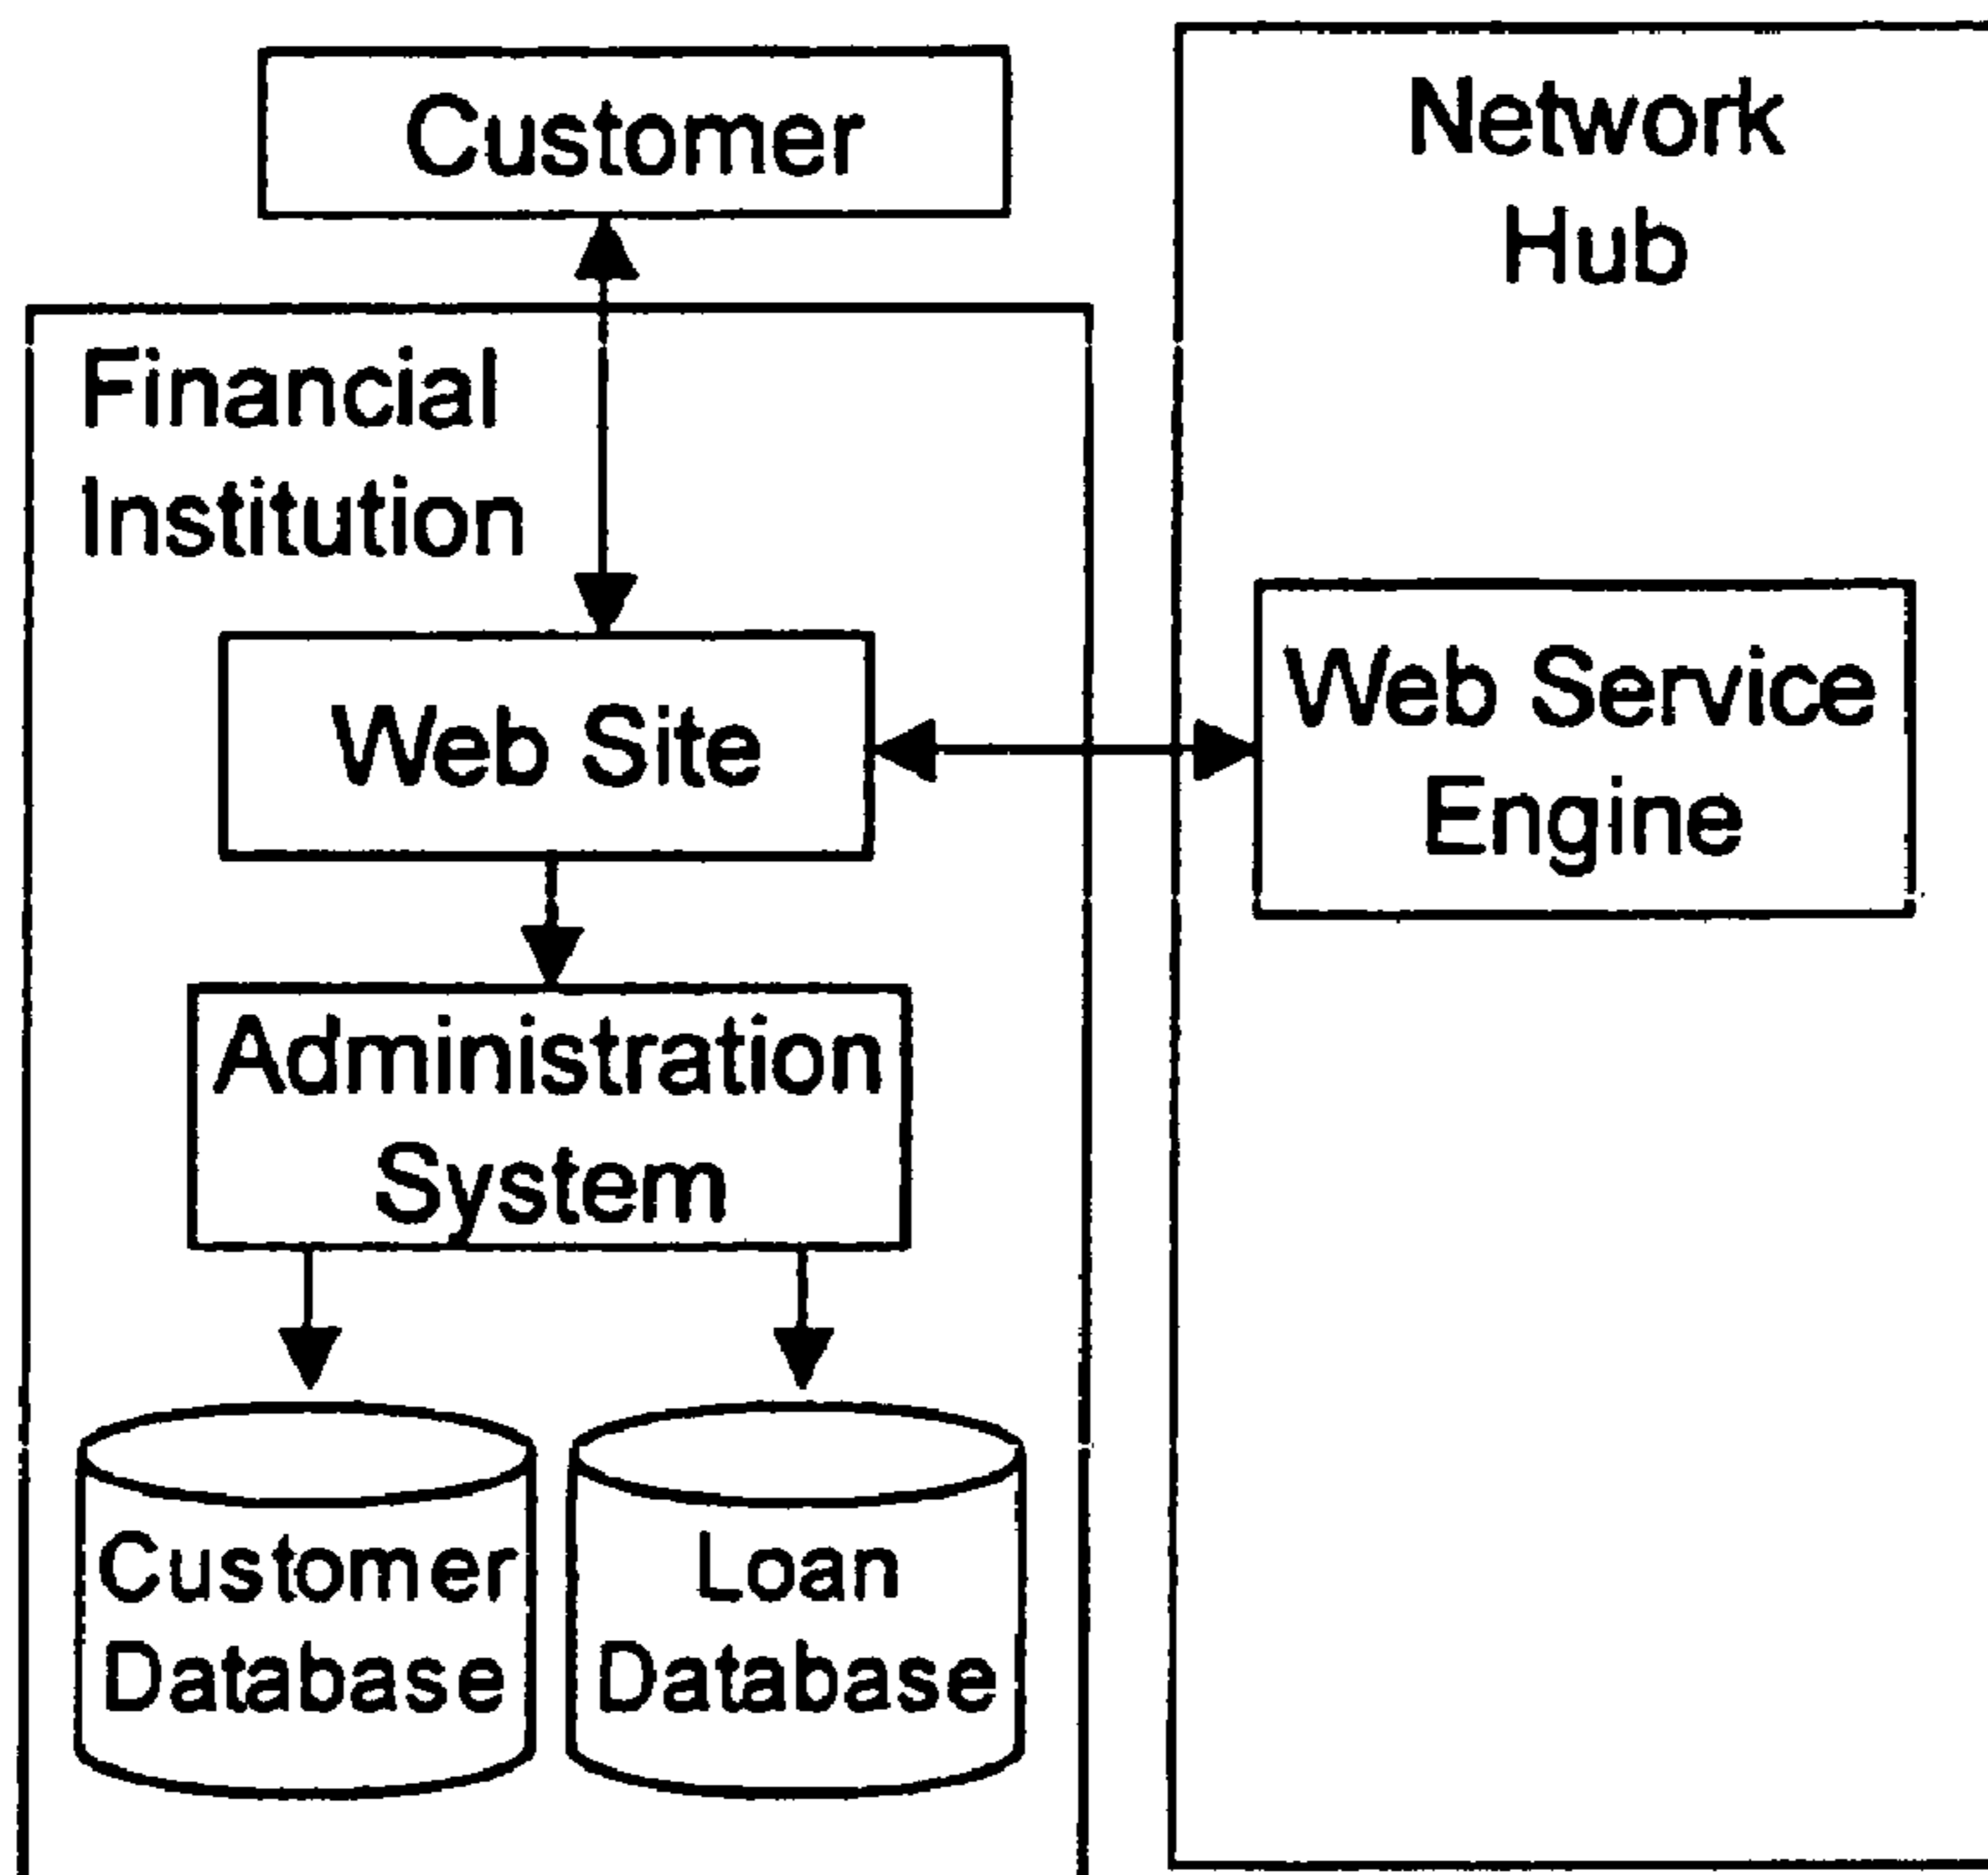 Customer
Financial
Institution
Web Site
Administration
System
Customer
Database
Loan
Database
Network
Hub
Web Service
Engine